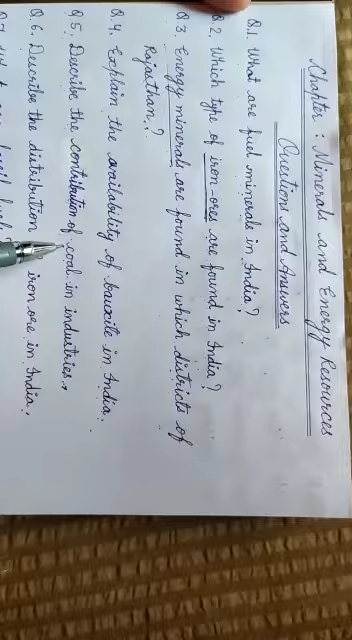 Chapter : Minerals and Energy Resources
Questions and Answers
Q.1. What are fuel minerals in India?
Q.2. Which type of iron-ores are found in India?
Q.3. Energy minerals are found in which districts of
Rajasthan?
Q.4. Explain the availability of bauxite in India.
Q.5. Describe the contribution of coal in industries.
Q.6. Describe the distribution iron ore in India.
Q.7